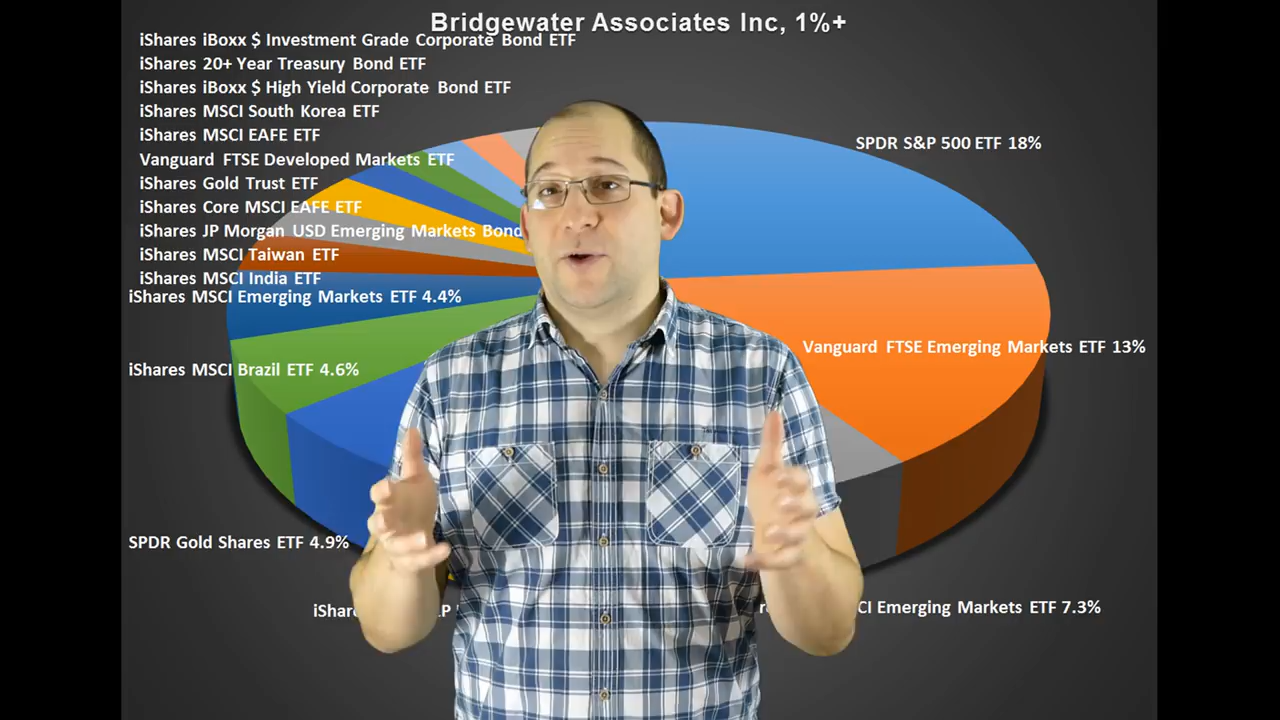 Bridgewater Associates Inc, 1%+
iShares iBoxx $ Investment Grade Corporate Bond ETF
iShares 20+ Year Treasury Bond ETF
iShares iBoxx $ High Yield Corporate Bond ETF
iShares MSCI South Korea ETF
iShares MSCI EAFE ETF
Vanguard FTSE Developed Markets ETF
iShares Gold Trust ETF
iShares Core MSCI EAFE ETF
iShares JP Morgan USD Emerging Markets Bond
iShares MSCI Taiwan ETF
iShares MSCI India ETF
iShares MSCI Emerging Markets ETF 4.4%
iShares MSCI Brazil ETF 4.6%
SPDR Gold Shares ETF 4.9%
SPDR S&P 500 ETF 18%
Vanguard FTSE Emerging Markets ETF 13%
Emerging Markets ETF 7.3%